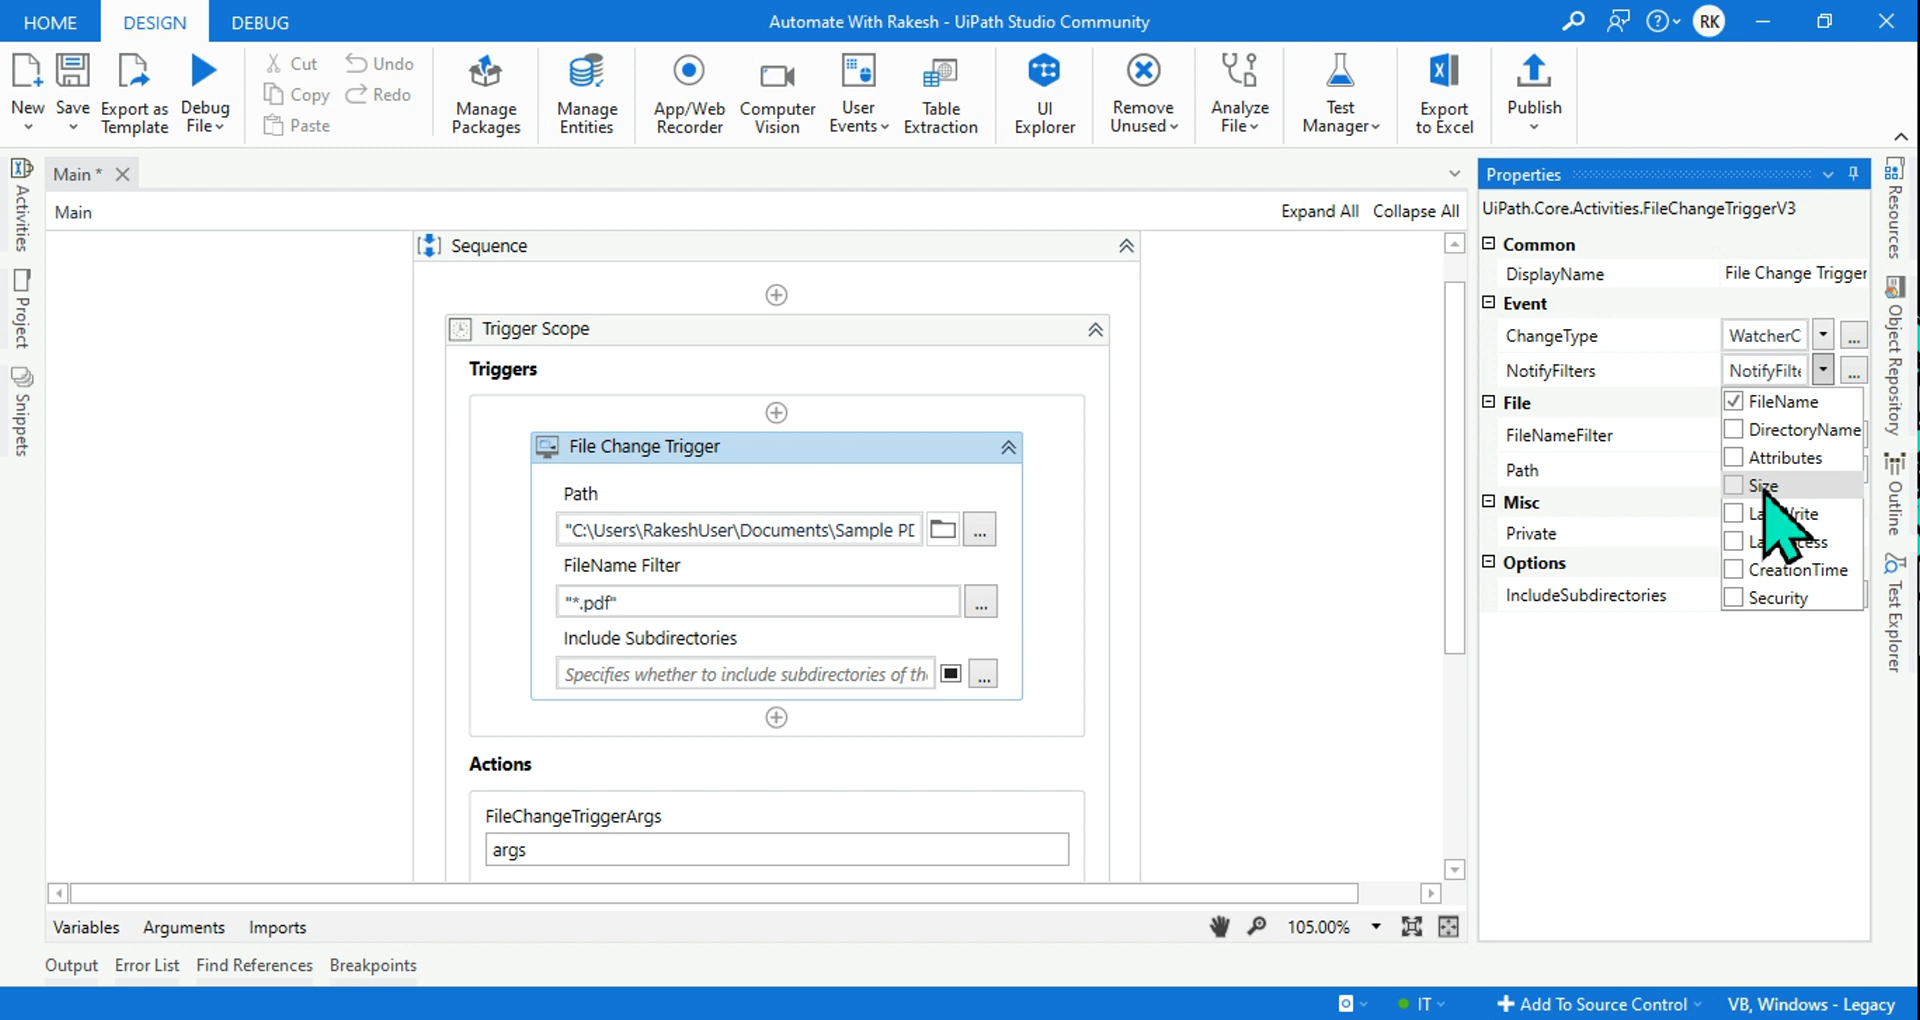 HOME DESIGN DEBUG Automate With Rakesh - UiPath Studio Community RK
New Save Export as Template Debug File
Cut Copy Paste Undo Redo
Manage Packages
Manage Entities
App/Web Recorder
Computer Vision
User Events
Table Extraction
UI Explorer
Remove Unused
Analyze File
Test Manager
Export to Excel
Publish
Activities
Project
Snippets
Main *
Main Expand All Collapse All
Sequence
Trigger Scope
Triggers
File Change Trigger
Path
"C:\Users\RakeshUser\Documents\Sample PD
...
FileName Filter
"*.pdf"
...
Include Subdirectories
Specifies whether to include subdirectories of th
...
Actions
FileChangeTriggerArgs
args
Variables Arguments Imports 105.00%
Output Error List Find References Breakpoints
Properties
UiPath.Core.Activities.FileChangeTriggerV3
Common
DisplayName File Change Trigger
Event
ChangeType WatcherC ...
NotifyFilters NotifyFilte ...
File
FileNameFilter
Path
Misc
Private
Options
IncludeSubdirectories
FileName
DirectoryName
Attributes
Size
CreationTime
Security
Resources
Object Repository
Outline
Test Explorer
IT Add To Source Control VB, Windows - Legacy